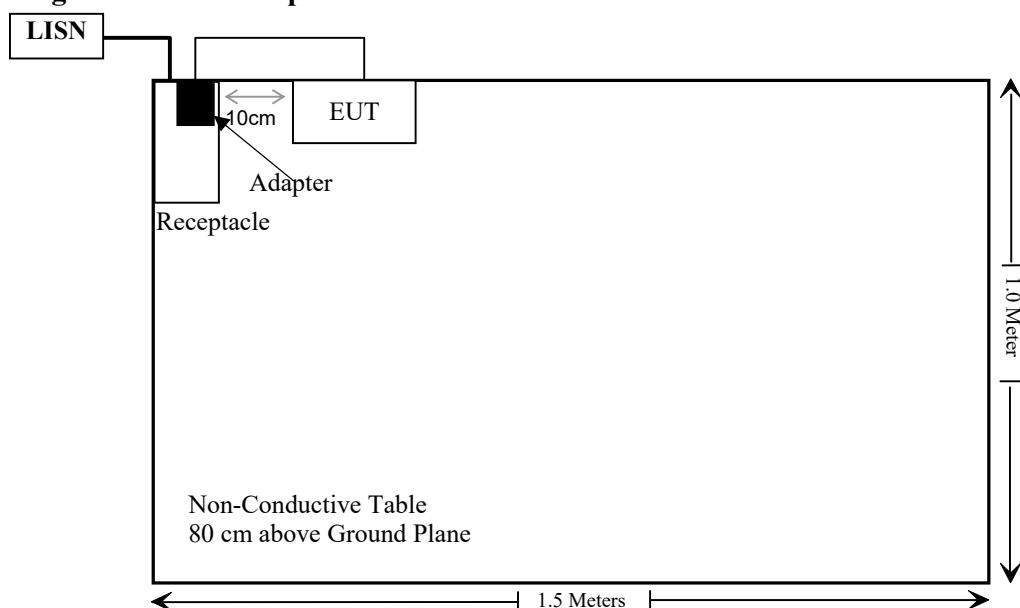 LISN
10cm
EUT
Adapter
Receptacle
1.0 Meter
Non-Conductive Table
80 cm above Ground Plane
1.5 Meters